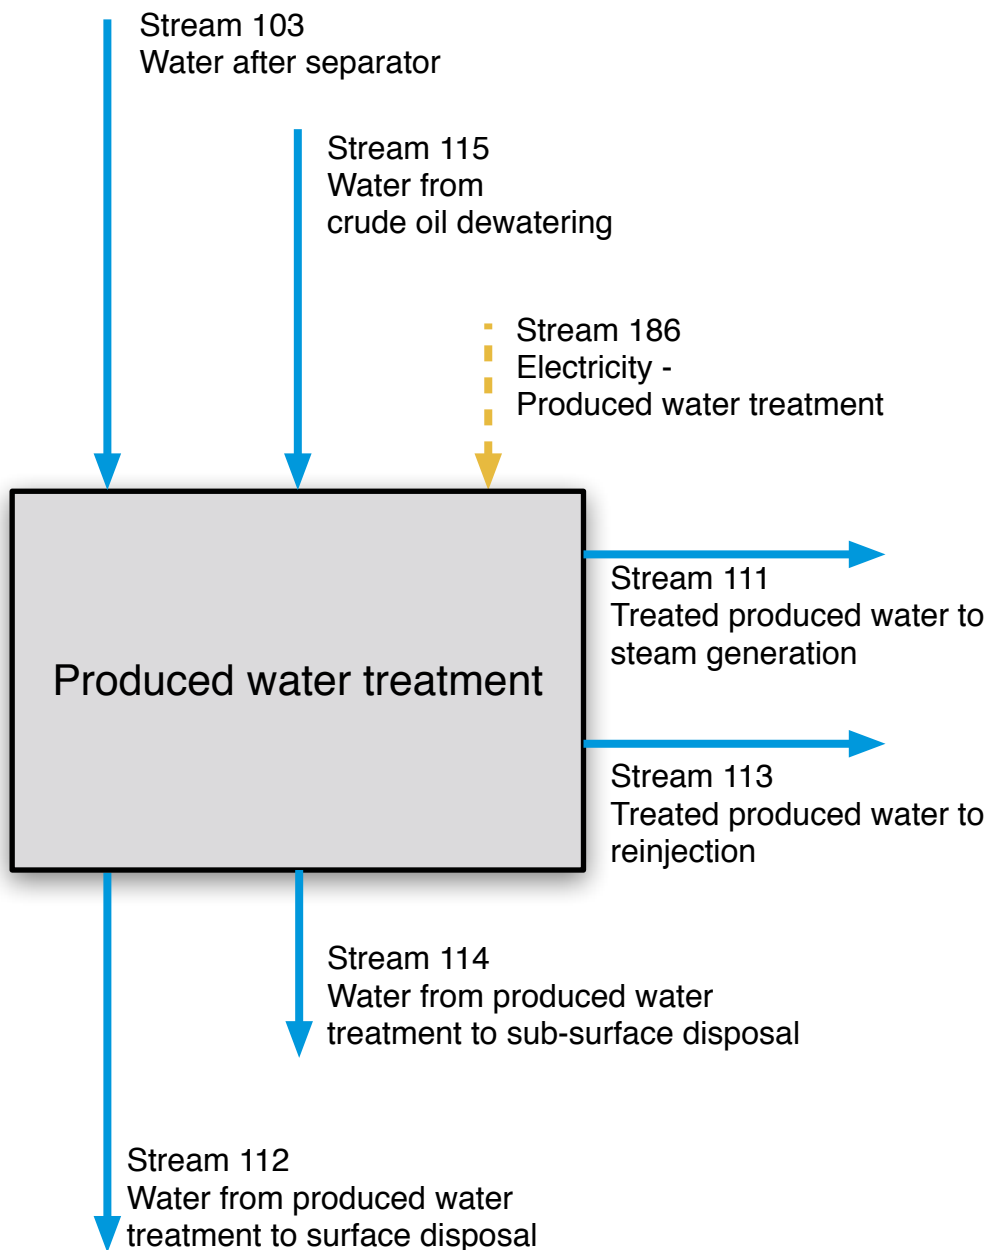 Stream 103
Water after separator
Stream 115
Water from
crude oil dewatering
Stream 186
Electricity -
Produced water treatment
Stream 111
Treated produced water to
steam generation
Produced water treatment
Stream 113
Treated produced water to
reinjection
Stream 114
Water from produced water
treatment to sub-surface disposal
Stream 112
Water from produced water
treatment to surface disposal